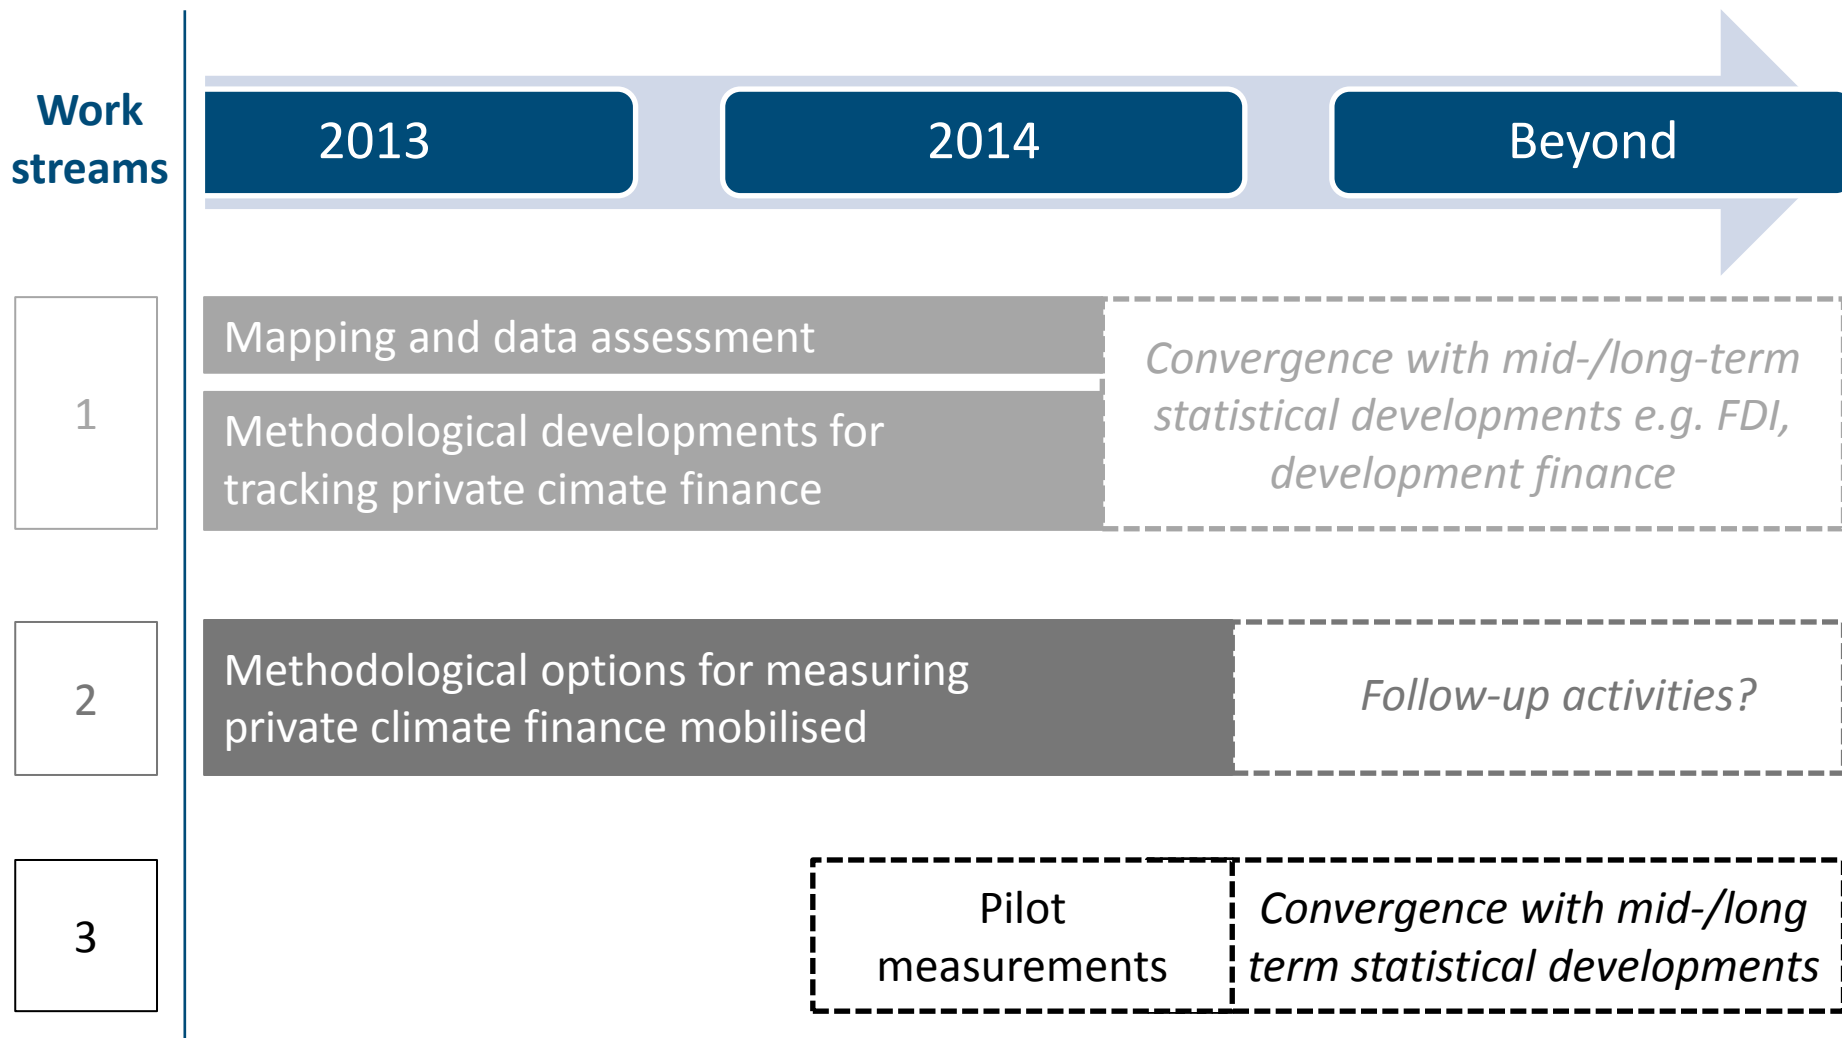 Work
streams
2013
2014
Beyond
1
Mapping and data assessment
Methodological developments for
tracking private cimate finance
Convergence with mid-/long-term
statistical developments e.g. FDI,
development finance
2
Methodological options for measuring
private climate finance mobilised
Follow-up activities?
3
Pilot
measurements
Convergence with mid-/long
term statistical developments